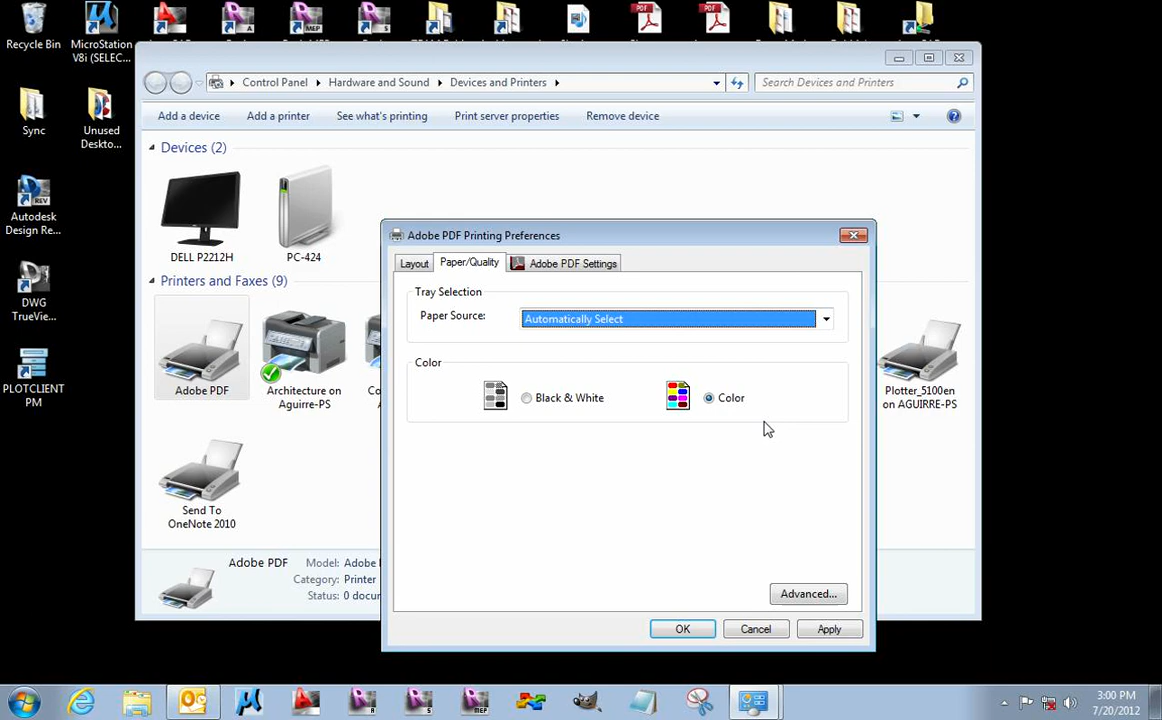 Recycle Bin
MicroStation
V8i (SELEC...
Sync
Unused
Deskto...
Autodesk
Design Re...
DWG
TrueView...
PLOTCLIENT
PM
Control Panel
Hardware and Sound
Devices and Printers
Search Devices and Printers
Add a device
Add a printer
See what's printing
Print server properties
Remove device
Devices (2)
DELL P2212H
PC-424
Printers and Faxes (9)
Adobe PDF
Architecture on
Aguirre-PS
Plotter_5100en
on AGUIRRE-PS
Send To
OneNote 2010
Adobe PDF
Model: Adobe
Category: Printer
Status: 0 docu
Adobe PDF Printing Preferences
Layout
Paper/Quality
Adobe PDF Settings
Tray Selection
Paper Source:
Automatically Select
Color
Black & White
Color
Advanced...
OK
Cancel
Apply
3:00 PM
7/20/2012